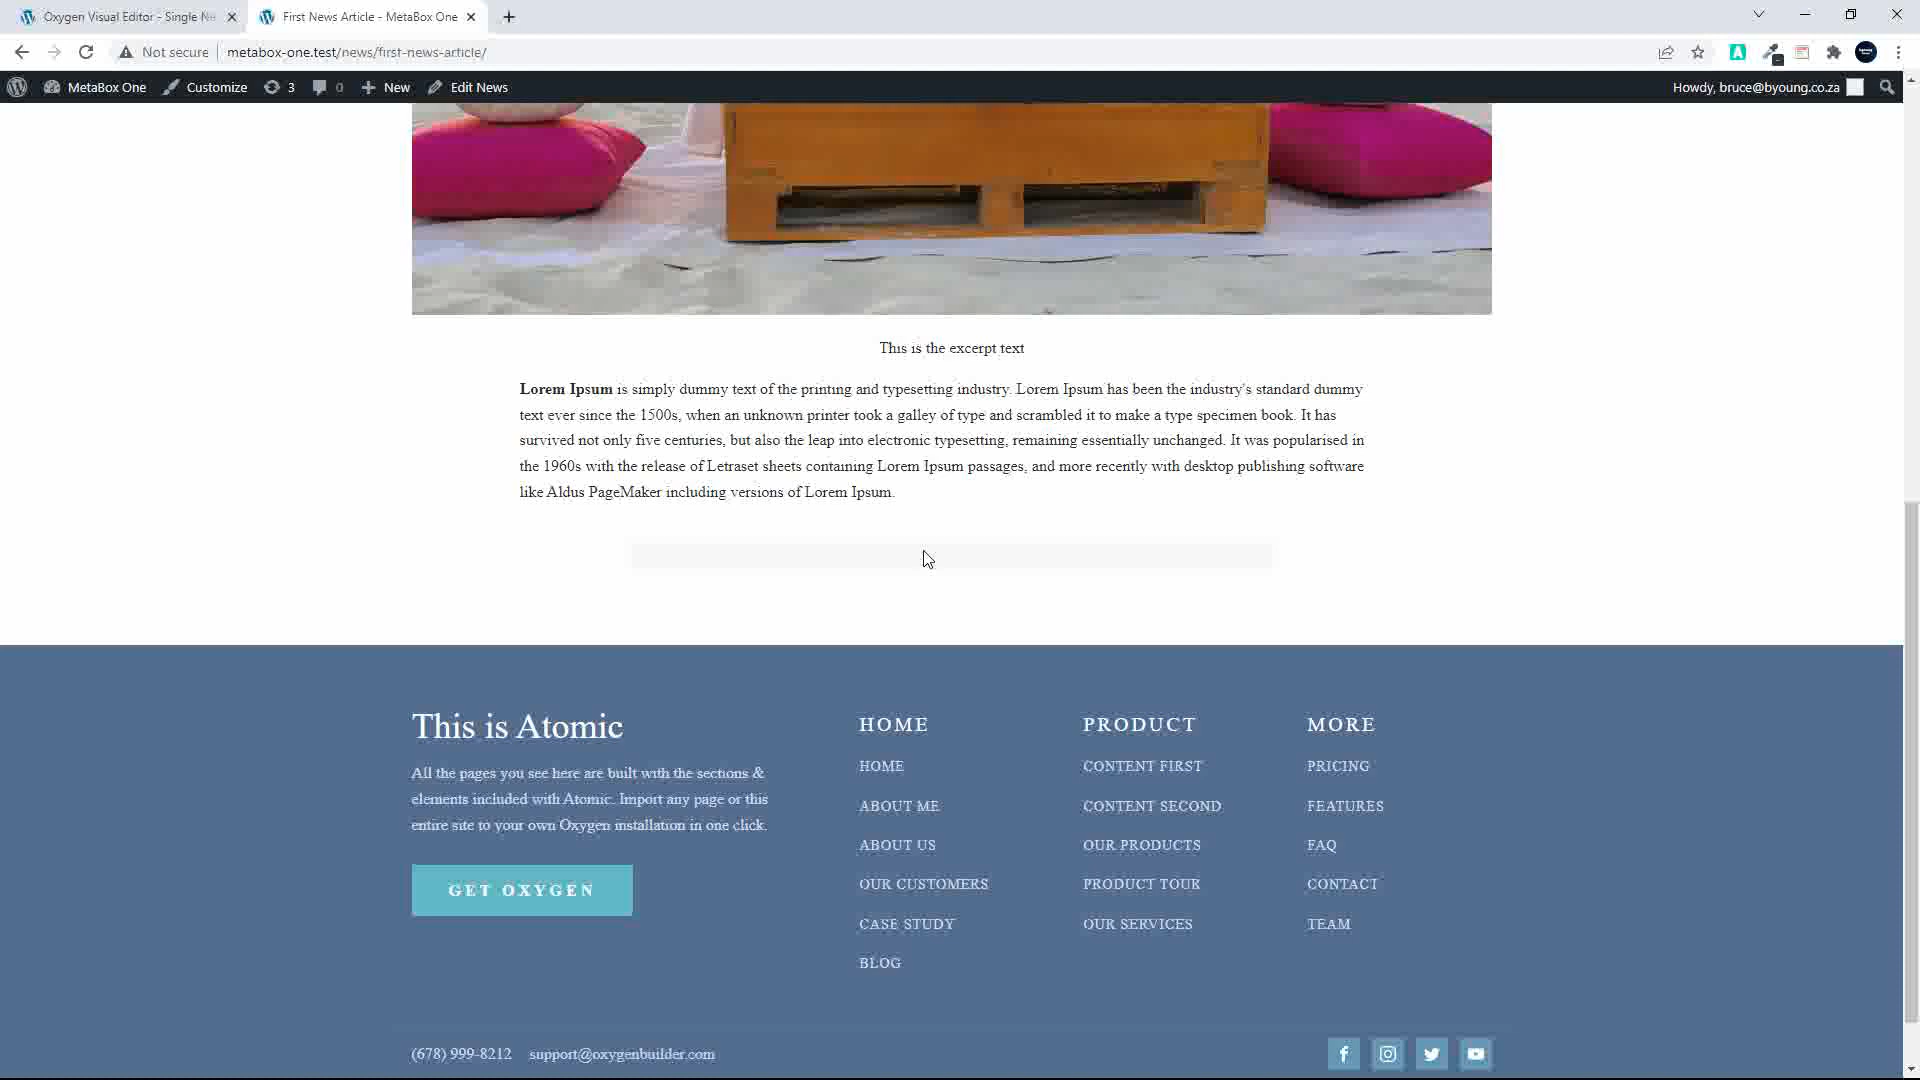 Oxygen Visual Editor - Single Ne
First News Article - MetaBox One
Not secure
metabox-one.test/news/first-news-article/
MetaBox One
Customize
3
0
New
Edit News
Howdy, bruce@byoung.co.za
This is the excerpt text
Lorem Ipsum is simply dummy text of the printing and typesetting industry. Lorem Ipsum has been the industry's standard dummy
text ever since the 1500s, when an unknown printer took a galley of type and scrambled it to make a type specimen book. It has
survived not only five centuries, but also the leap into electronic typesetting, remaining essentially unchanged. It was popularised in
the 1960s with the release of Letraset sheets containing Lorem Ipsum passages, and more recently with desktop publishing software
like Aldus PageMaker including versions of Lorem Ipsum.
This is Atomic
All the pages you see here are built with the sections &
elements included with Atomic. Import any page or this
entire site to your own Oxygen installation in one click.
GET OXYGEN
HOME
HOME
ABOUT ME
ABOUT US
OUR CUSTOMERS
CASE STUDY
BLOG
PRODUCT
CONTENT FIRST
CONTENT SECOND
OUR PRODUCTS
PRODUCT TOUR
OUR SERVICES
MORE
PRICING
FEATURES
FAQ
CONTACT
TEAM
(678) 999-8212
support@oxygenbuilder.com